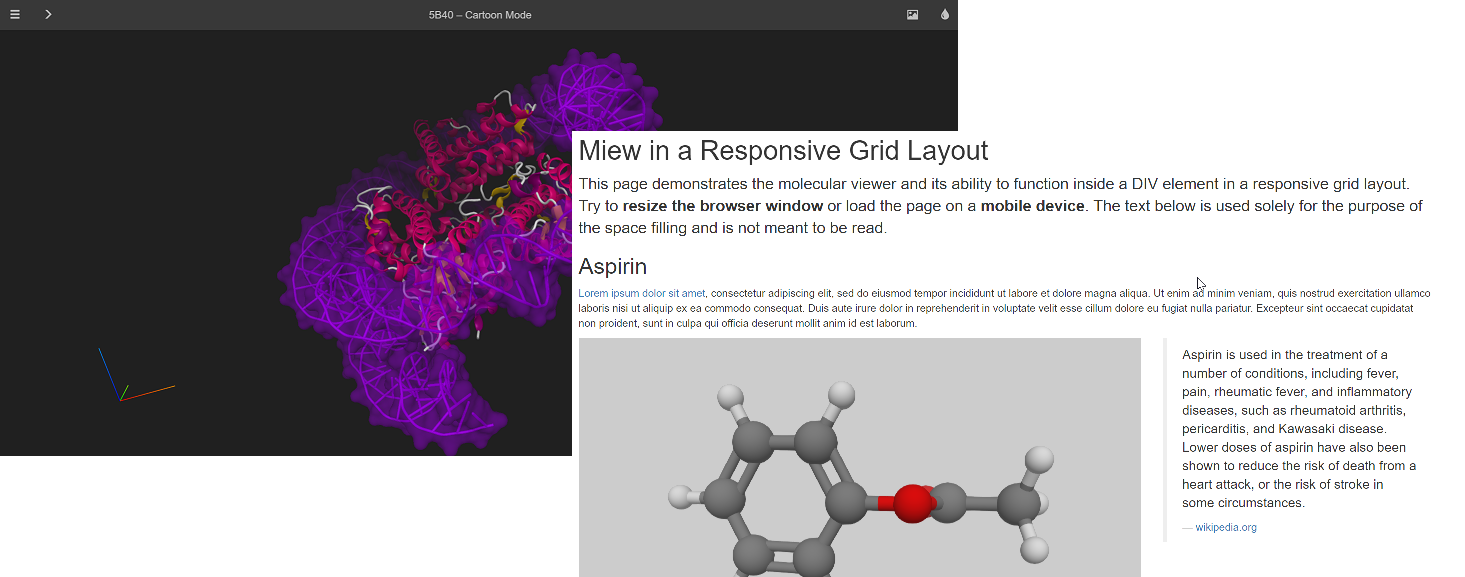 5B40 – Cartoon Mode
Miew in a Responsive Grid Layout
This page demonstrates the molecular viewer and its ability to function inside a DIV element in a responsive grid layout.
Try to resize the browser window or load the page on a mobile device. The text below is used solely for the purpose of
the space filling and is not meant to be read.
Aspirin
Lorem ipsum dolor sit amet, consectetur adipiscing elit, sed do eiusmod tempor incididunt ut labore et dolore magna aliqua. Ut enim ad minim veniam, quis nostrud exercitation ullamco
laboris nisi ut aliquip ex ea commodo consequat. Duis aute irure dolor in reprehenderit in voluptate velit esse cillum dolore eu fugiat nulla pariatur. Excepteur sint occaecat cupidatat
non proident, sunt in culpa qui officia deserunt mollit anim id est laborum.
Aspirin is used in the treatment of a
number of conditions, including fever,
pain, rheumatic fever, and inflammatory
diseases, such as rheumatoid arthritis,
pericarditis, and Kawasaki disease.
Lower doses of aspirin have also been
shown to reduce the risk of death from a
heart attack, or the risk of stroke in
some circumstances.
— wikipedia.org